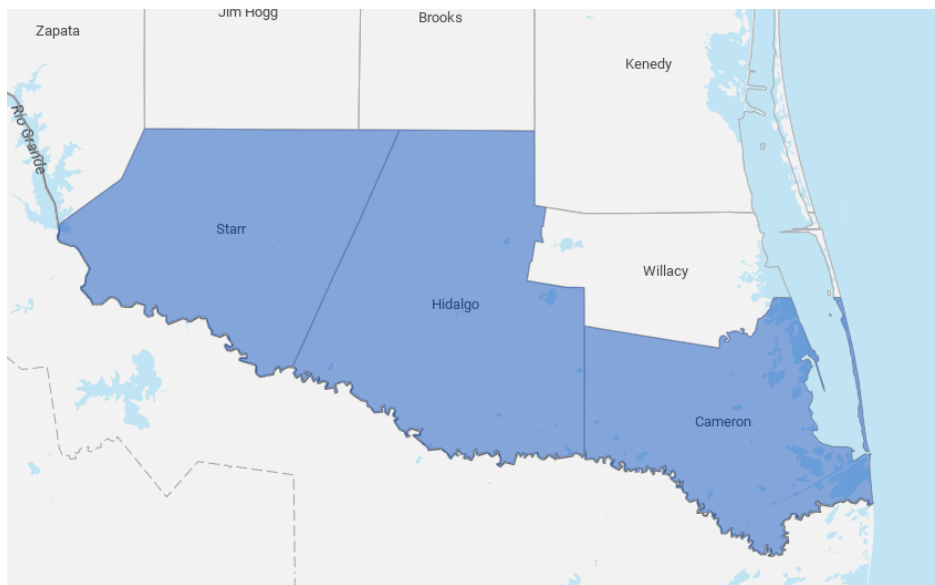 Jim Hogg
Brooks
Zapata
Kenedy
Rio Grande
Starr
Willacy
Hidalgo
Cameron